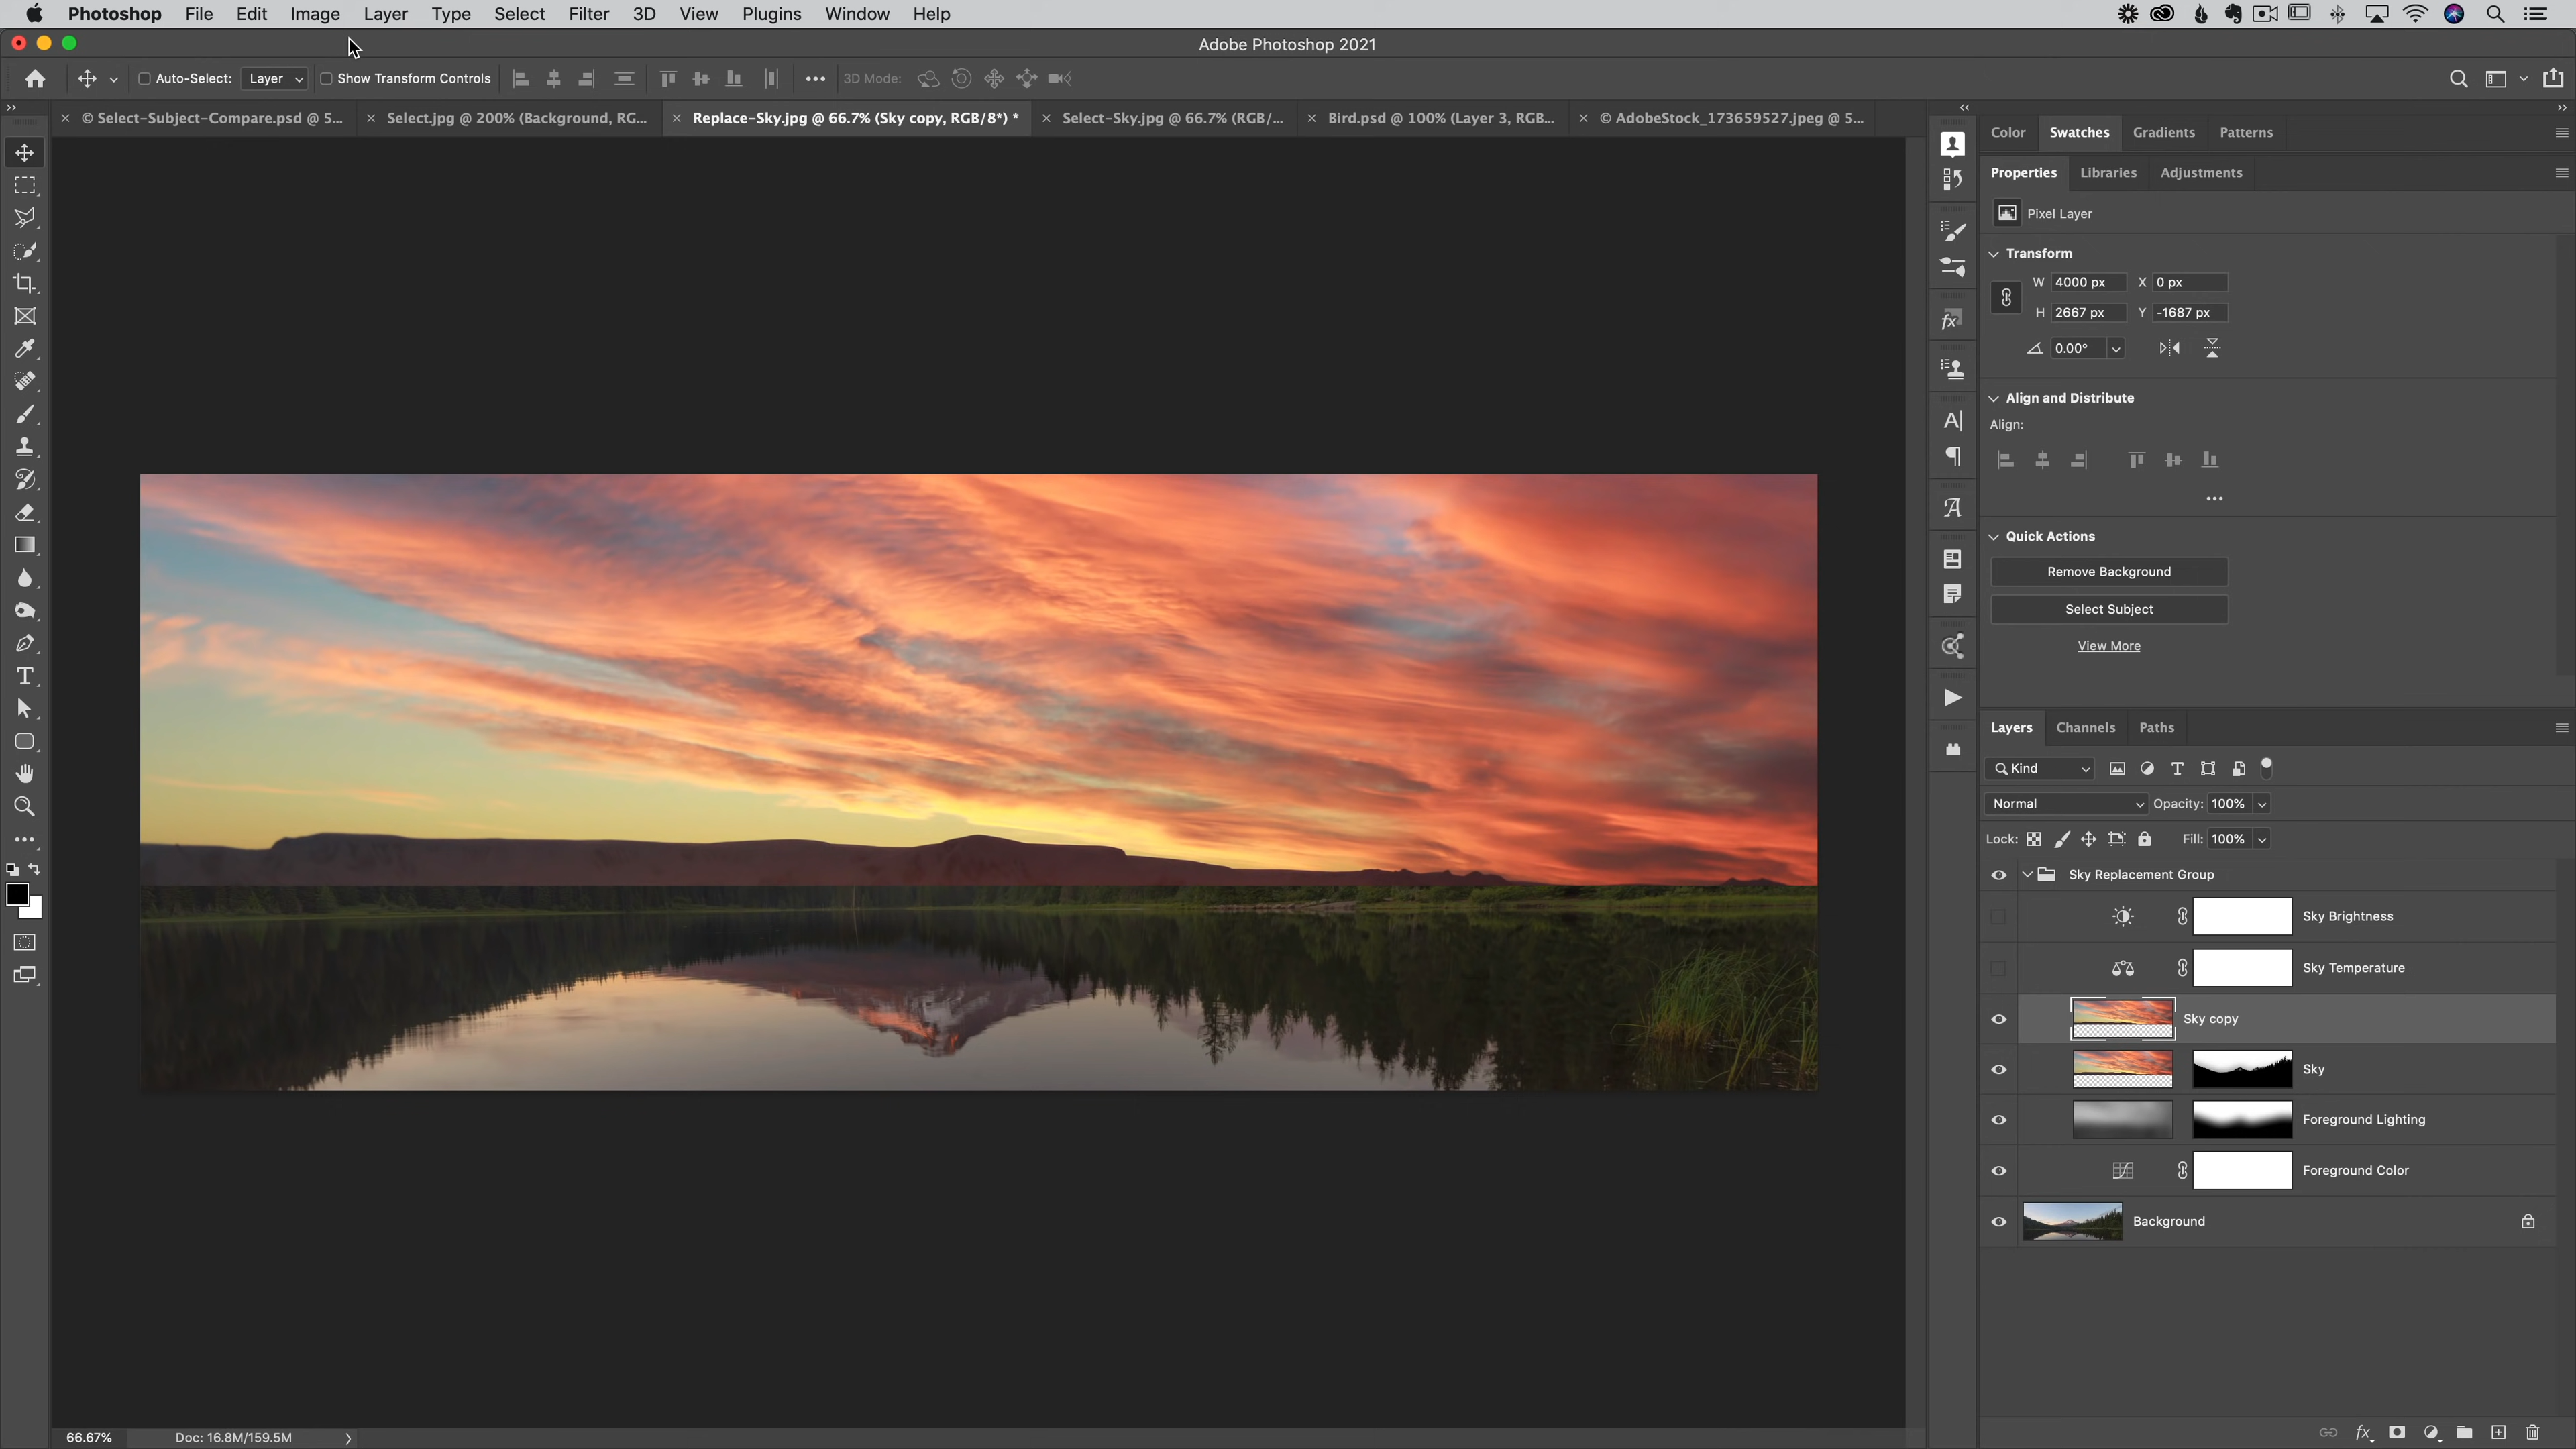 Photoshop File Edit Image Layer Type Select Filter 3D View Plugins Window Help
Adobe Photoshop 2021
Auto-Select: Layer Show Transform Controls 3D Mode:
© Select-Subject-Compare.psd @ 5... Select.jpg @ 200% (Background, RG... Replace-Sky.jpg @ 66.7% (Sky copy, RGB/8*) * Select-Sky.jpg @ 66.7% (RGB/... Bird.psd @ 100% (Layer 3, RGB... © AdobeStock_173659527.jpeg @ 5...
Color Swatches Gradients Patterns
Properties Libraries Adjustments
Pixel Layer
Transform
W 4000 px X 0 px
H 2667 px Y -1687 px
0.00°
Align and Distribute
Align:
Quick Actions
Remove Background
Select Subject
View More
Layers Channels Paths
Kind
Normal Opacity: 100%
Lock: Fill: 100%
Sky Replacement Group
Sky Brightness
Sky Temperature
Sky copy
Sky
Foreground Lighting
Foreground Color
Background
66.67% Doc: 16.8M/159.5M